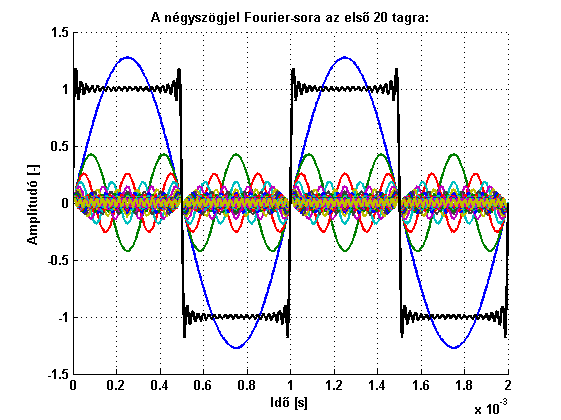 A négyszögjel Fourier-sora az első 20 tagra:
Amplitudó [-]
1.5
1
0.5
0
-0.5
-1
-1.5
0 0.2 0.4 0.6 0.8 1 1.2 1.4 1.6 1.8 2
Idő [s]
x 10-3